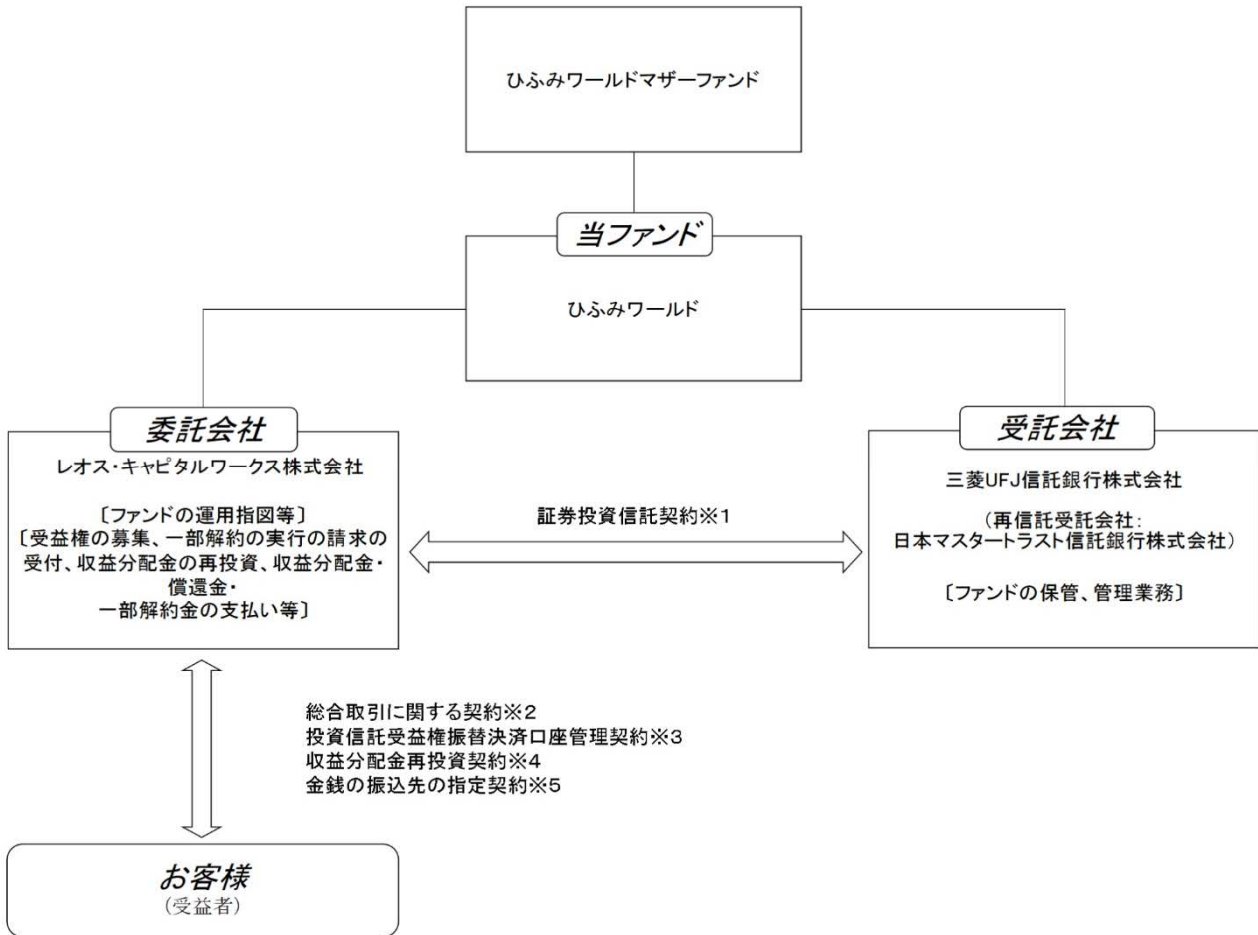 ひふみワールドマザーファンド
当ファンド
ひふみワールド
委託会社
レオス・キャピタルワークス株式会社
〔ファンドの運用指図等〕
〔受益権の募集、一部解約の実行の請求の
受付、収益分配金の再投資、収益分配金・
償還金・
一部解約金の支払い等〕
証券投資信託契約※1
受託会社
三菱UFJ信託銀行株式会社
(再信託受託会社:
日本マスタートラスト信託銀行株式会社)
〔ファンドの保管、管理業務〕
総合取引に関する契約※2
投資信託受益権振替決済口座管理契約※3
収益分配金再投資契約※4
金銭の振込先の指定契約※5
お客様
(受益者)